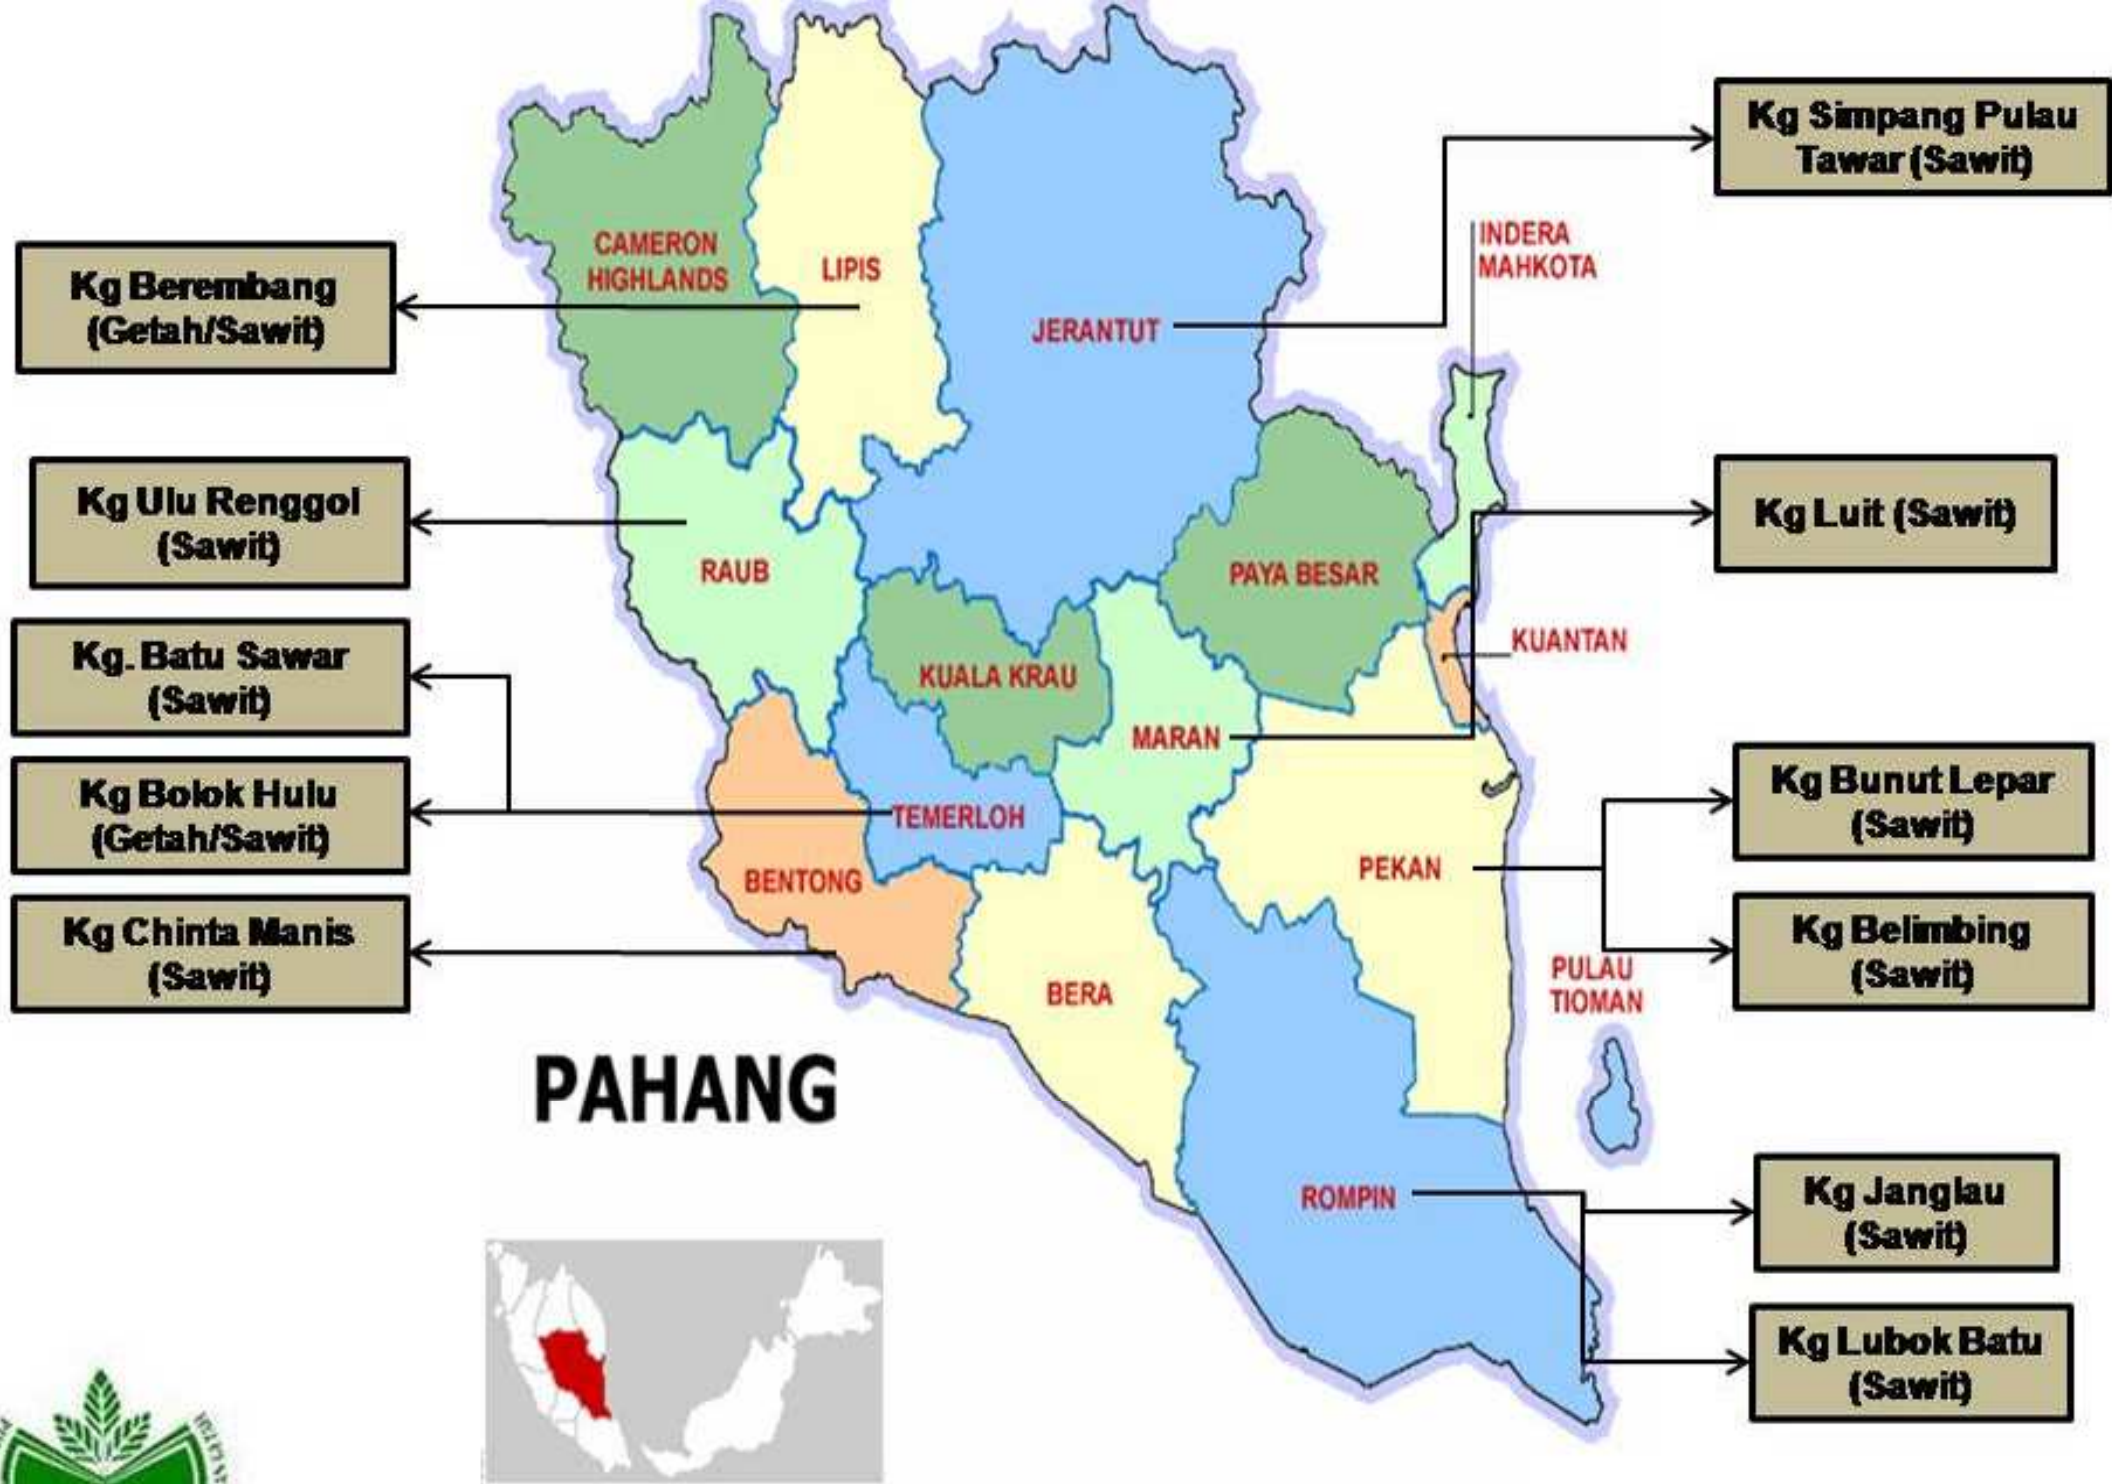 Kg Simpang Pulau
Tawar (Sawit)
INDERA
MAHKOTA
CAMERON
HIGHLANDS
LIPIS
Kg Berembang
(Getah/Sawit)
JERANTUT
Kg Ulu Renggol
(Sawit)
Kg Luit (Sawit)
RAUB
PAYA BESAR
KUANTAN
Kg. Batu Sawar
(Sawit)
KUALA KRAU
MARAN
Kg Bolok Hulu
(Getah/Sawit)
TEMERLOH
Kg Bunut Lepar
(Sawit)
BENTONG
PEKAN
Kg Chinta Manis
(Sawit)
Kg Belimbing
(Sawit)
BERA
PULAU
TIOMAN
PAHANG
ROMPIN
Kg Janglau
(Sawit)
Kg Lubok Batu
(Sawit)